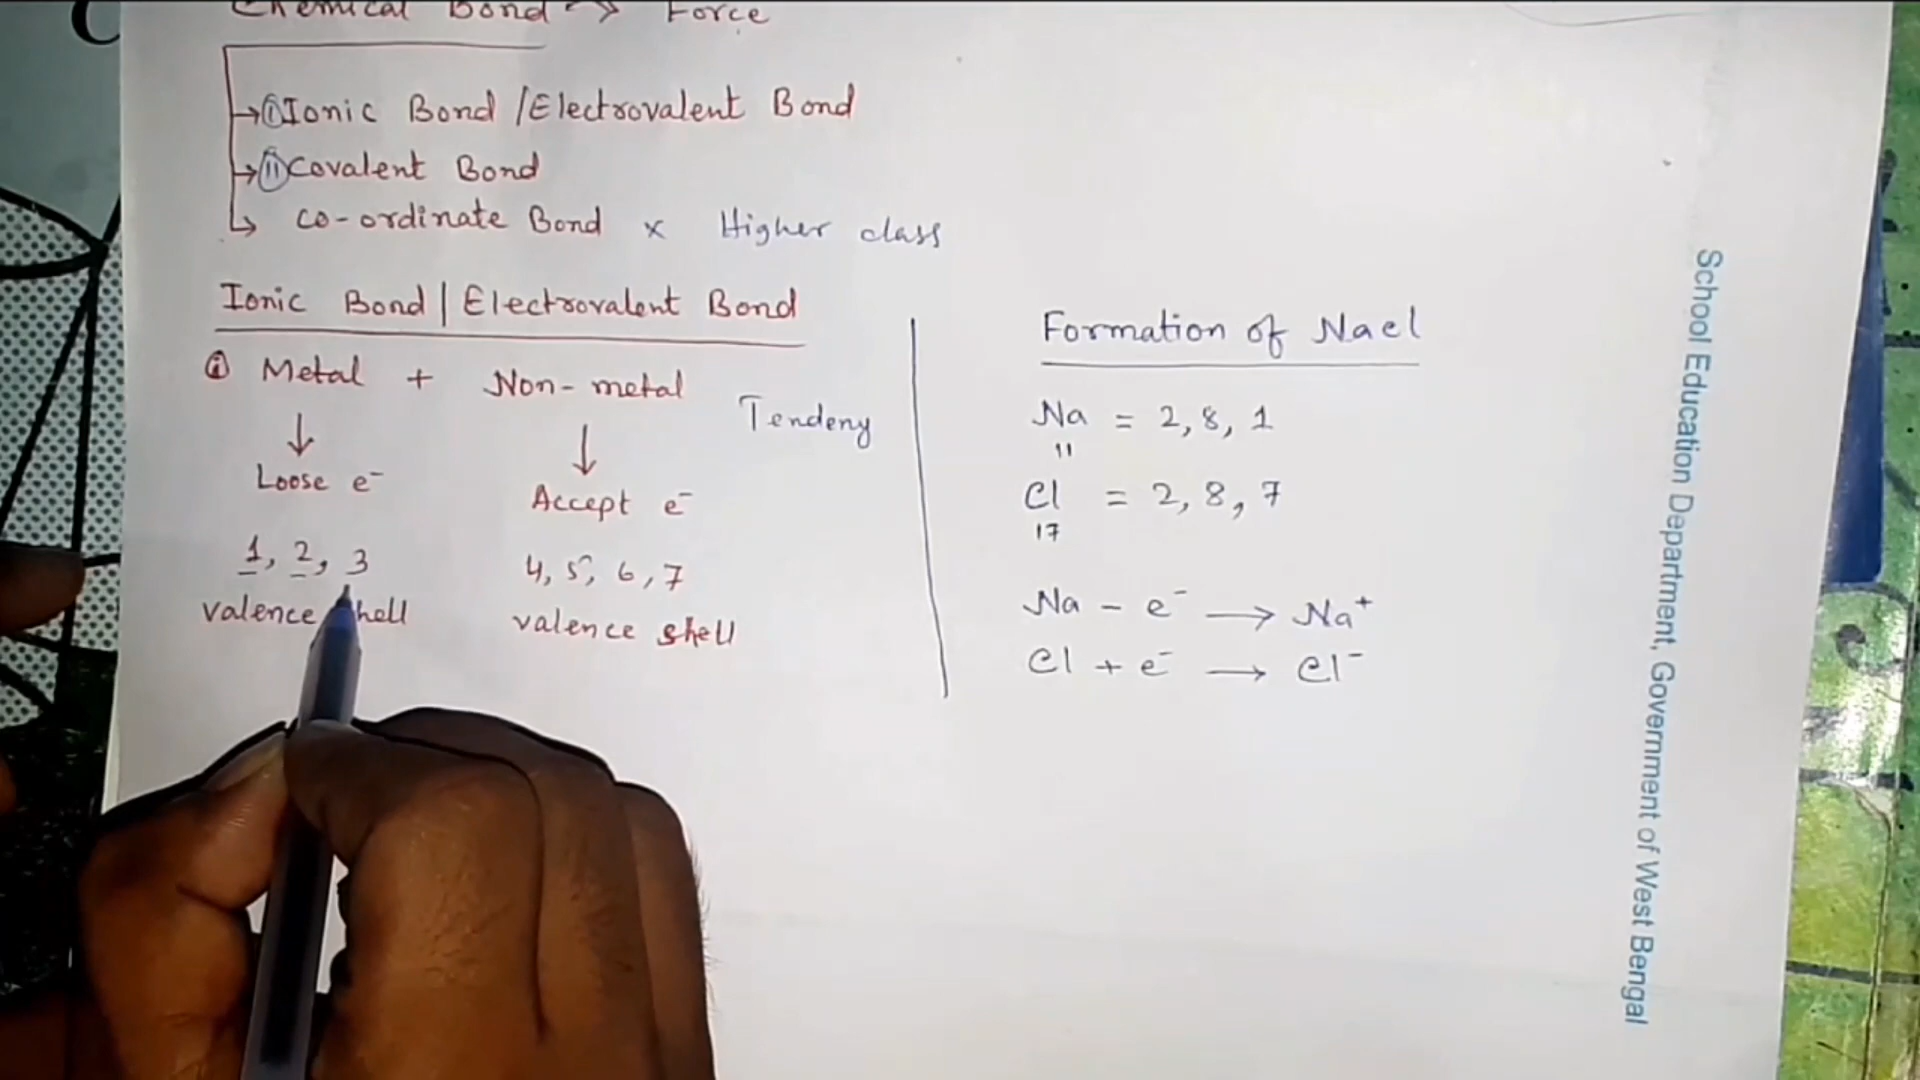 Chemical Bond → Force
→ (i) Ionic Bond / Electrovalent Bond
→ (ii) Covalent Bond
↳ co-ordinate Bond × Higher class
Ionic Bond | Electrovalent Bond
(i) Metal + Non-metal
↓ ↓
Tendeny
Loose e⁻ Accept e⁻
1, 2, 3 4, 5, 6, 7
valence shell valence shell
Formation of Nacl
Na = 2, 8, 1
11
Cl = 2, 8, 7
17
Na - e⁻ → Na⁺
Cl + e⁻ → Cl⁻
School Education Department, Government of West Bengal